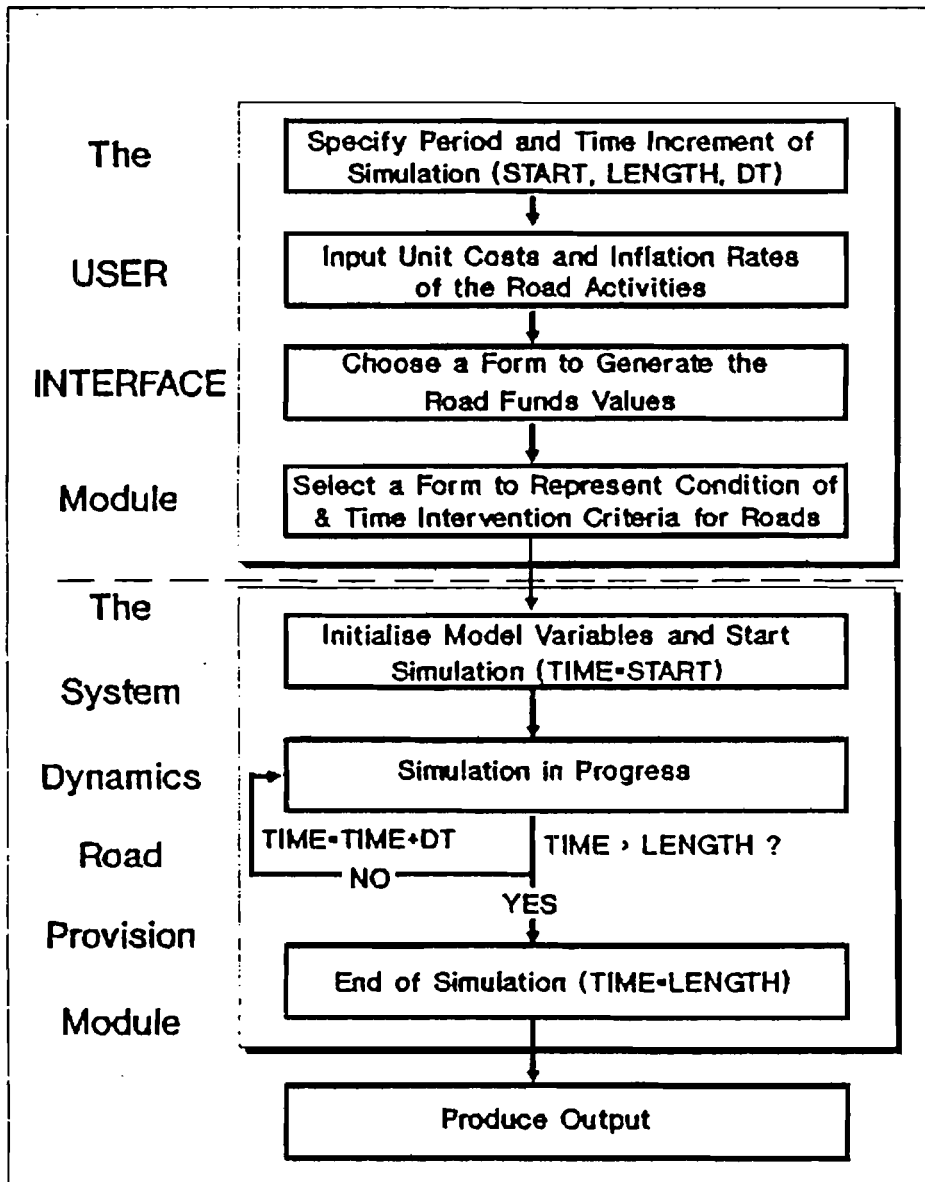 The
USER
INTERFACE
Module
Specify Period and Time Increment of
Simulation (START, LENGTH, DT)
Input Unit Costs and Inflation Rates
of the Road Activities
Choose a Form to Generate the
Road Funds Values
Select a Form to Represent Condition of
& Time Intervention Criteria for Roads
The
System
Dynamics
Road
Provision
Module
Initialise Model Variables and Start
Simulation (TIME=START)
Simulation in Progress
TIME=TIME+DT
NO
TIME > LENGTH ?
YES
End of Simulation (TIME=LENGTH)
Produce Output